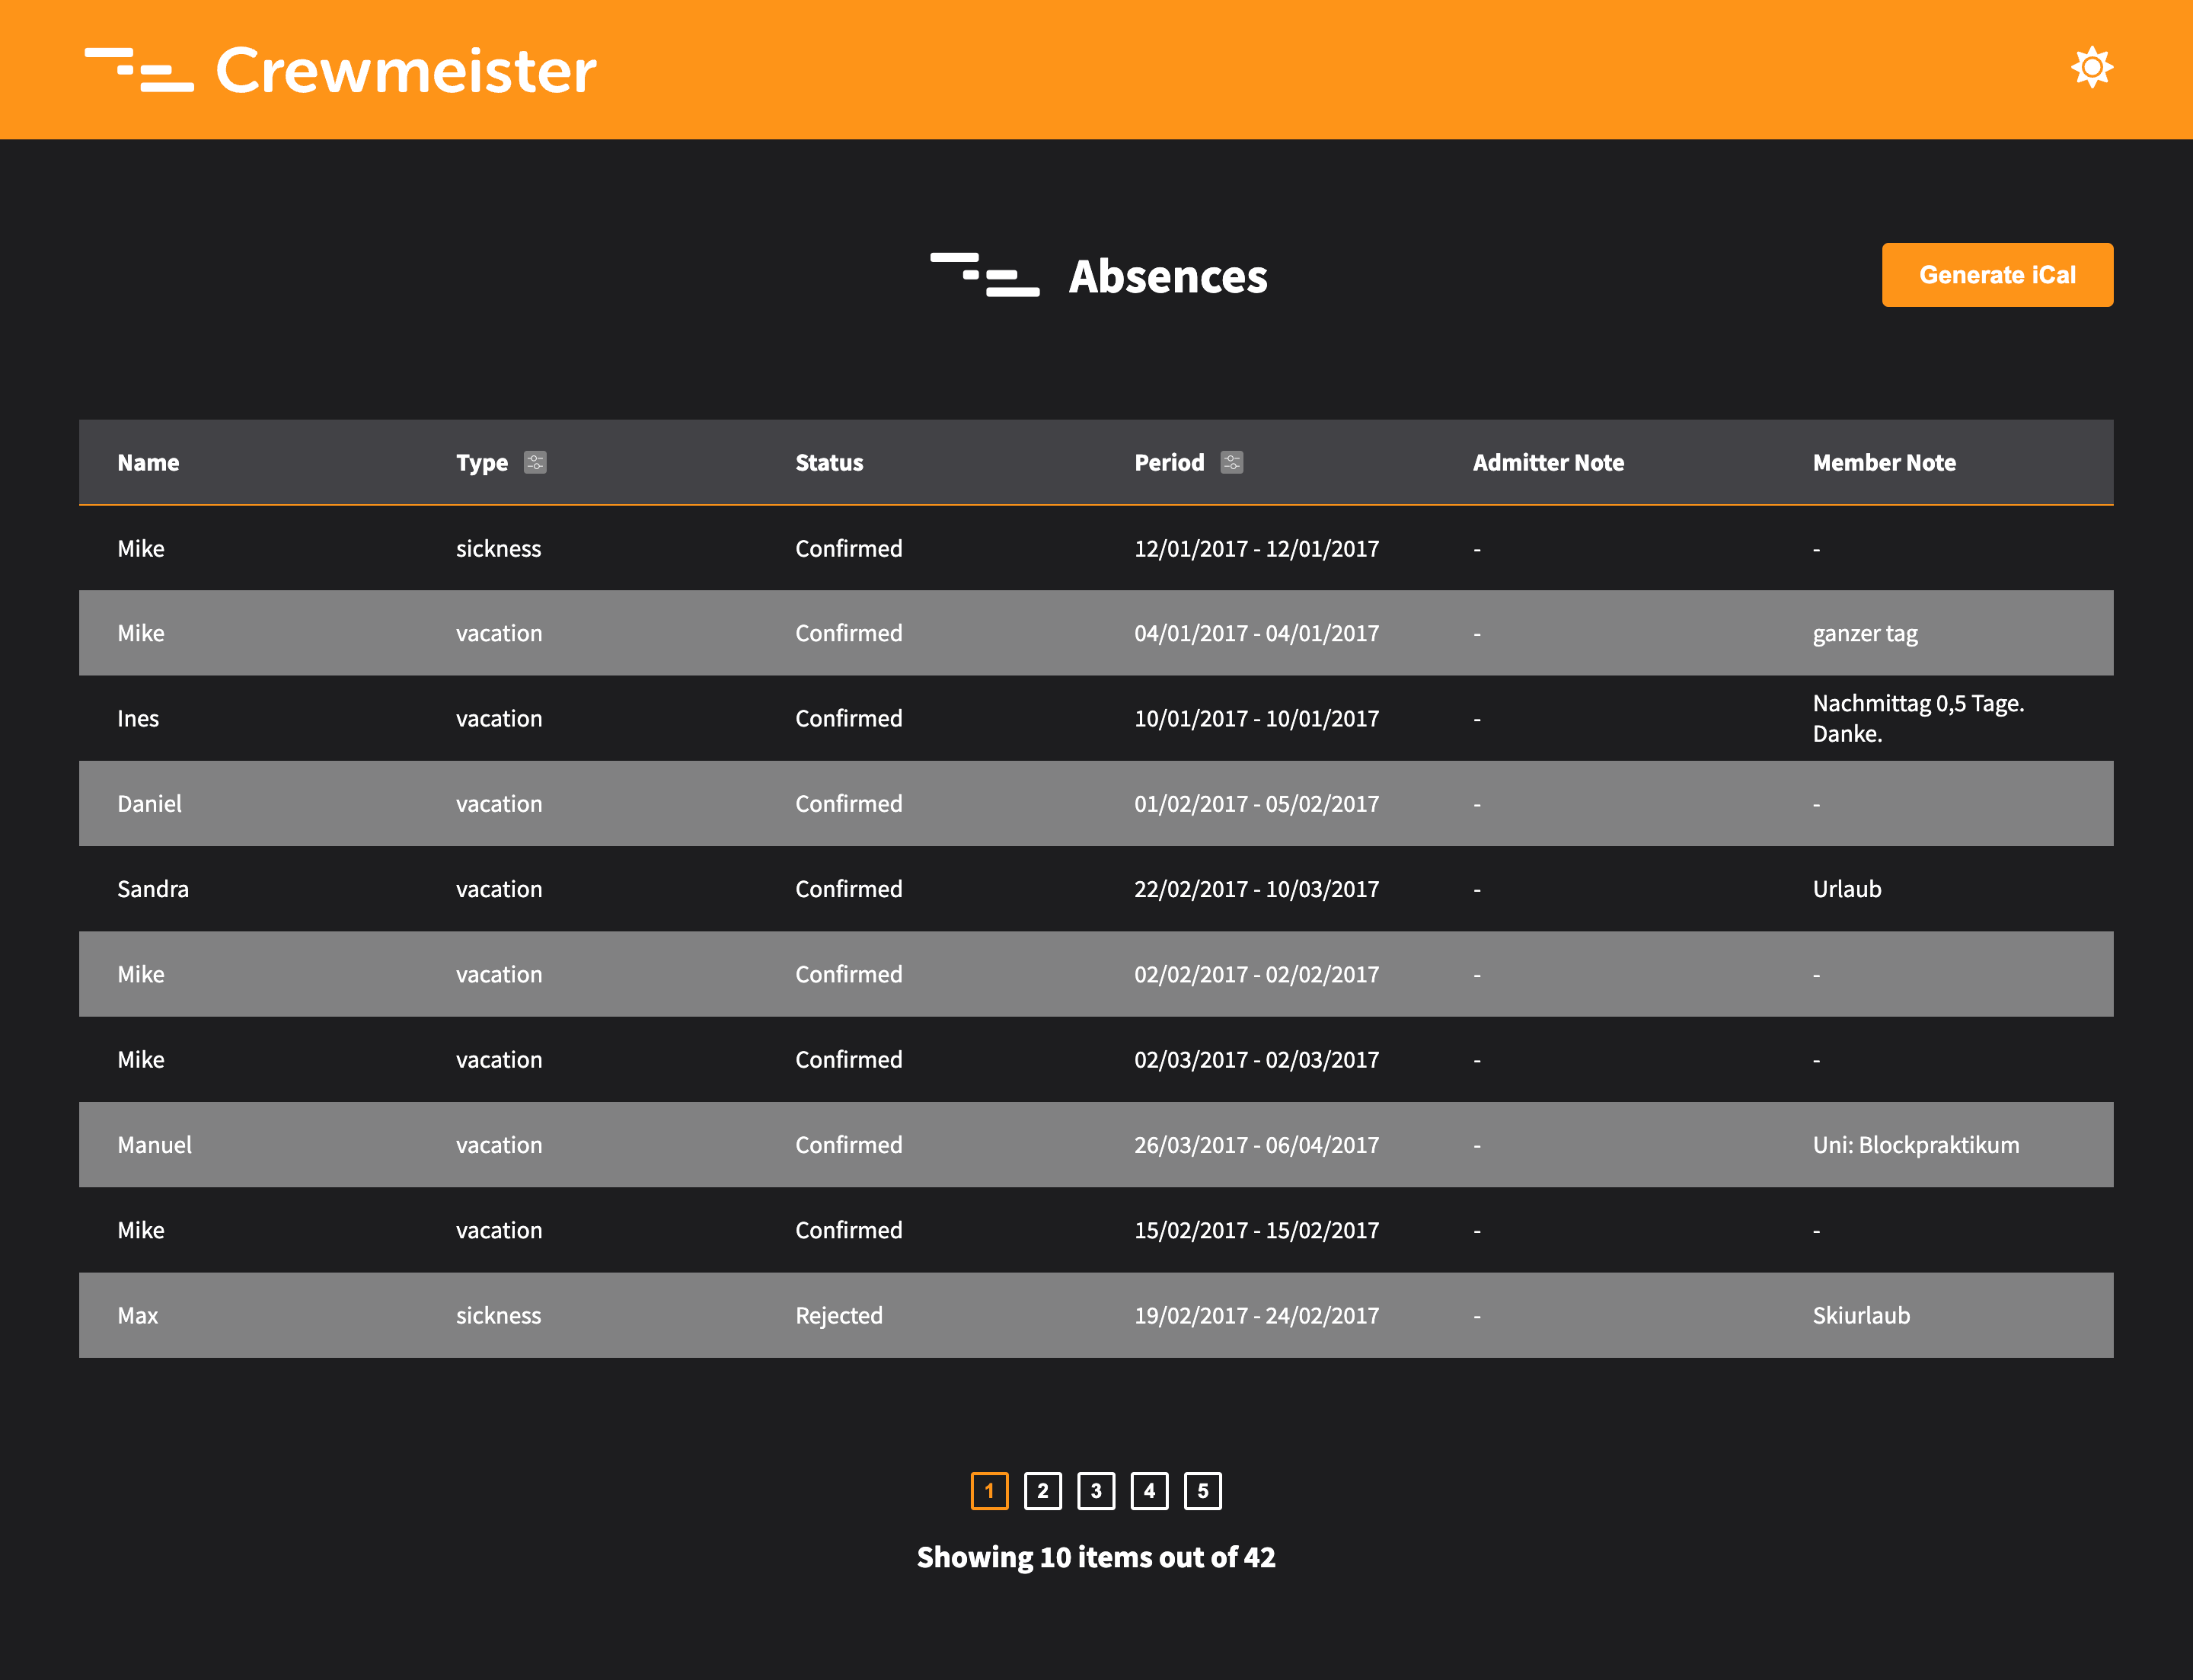 Crewmeister
Absences
Generate iCal
Name Type Status Period Admitter Note Member Note
Mike sickness Confirmed 12/01/2017 - 12/01/2017 - -
Mike vacation Confirmed 04/01/2017 - 04/01/2017 - ganzer tag
Ines vacation Confirmed 10/01/2017 - 10/01/2017 - Nachmittag 0,5 Tage.
Danke.
Daniel vacation Confirmed 01/02/2017 - 05/02/2017 - -
Sandra vacation Confirmed 22/02/2017 - 10/03/2017 - Urlaub
Mike vacation Confirmed 02/02/2017 - 02/02/2017 - -
Mike vacation Confirmed 02/03/2017 - 02/03/2017 - -
Manuel vacation Confirmed 26/03/2017 - 06/04/2017 - Uni: Blockpraktikum
Mike vacation Confirmed 15/02/2017 - 15/02/2017 - -
Max sickness Rejected 19/02/2017 - 24/02/2017 - Skiurlaub
1 2 3 4 5
Showing 10 items out of 42